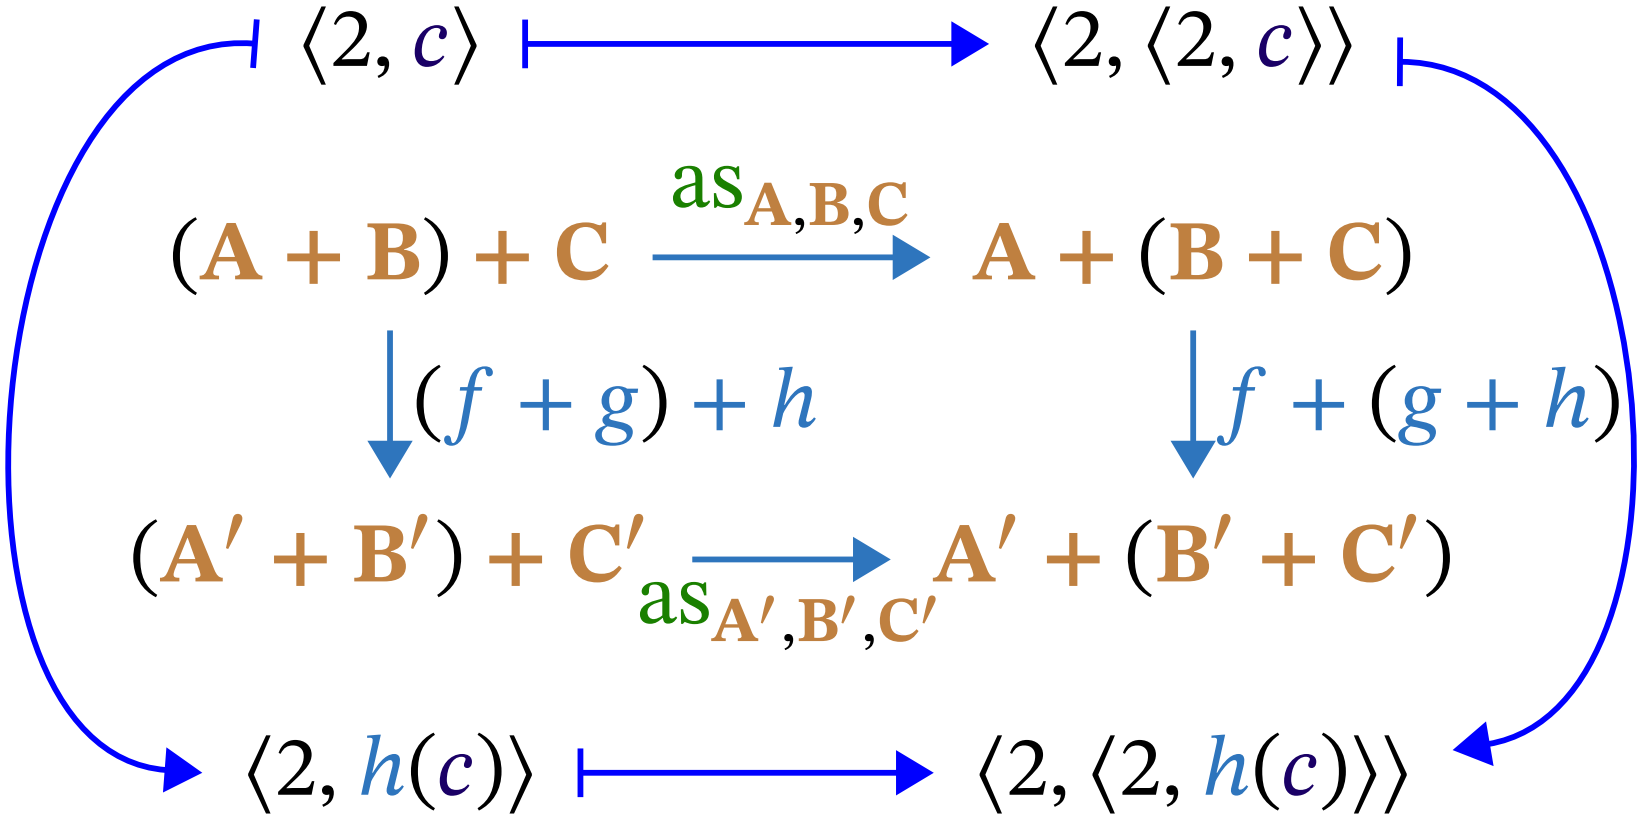 ⟨2, c⟩ ⟨2, ⟨2, c⟩⟩
as_{A,B,C}
(A + B) + C A + (B + C)
(f + g) + h f + (g + h)
(A′ + B′) + C′ A′ + (B′ + C′)
as_{A′,B′,C′}
⟨2, h(c)⟩ ⟨2, ⟨2, h(c)⟩⟩